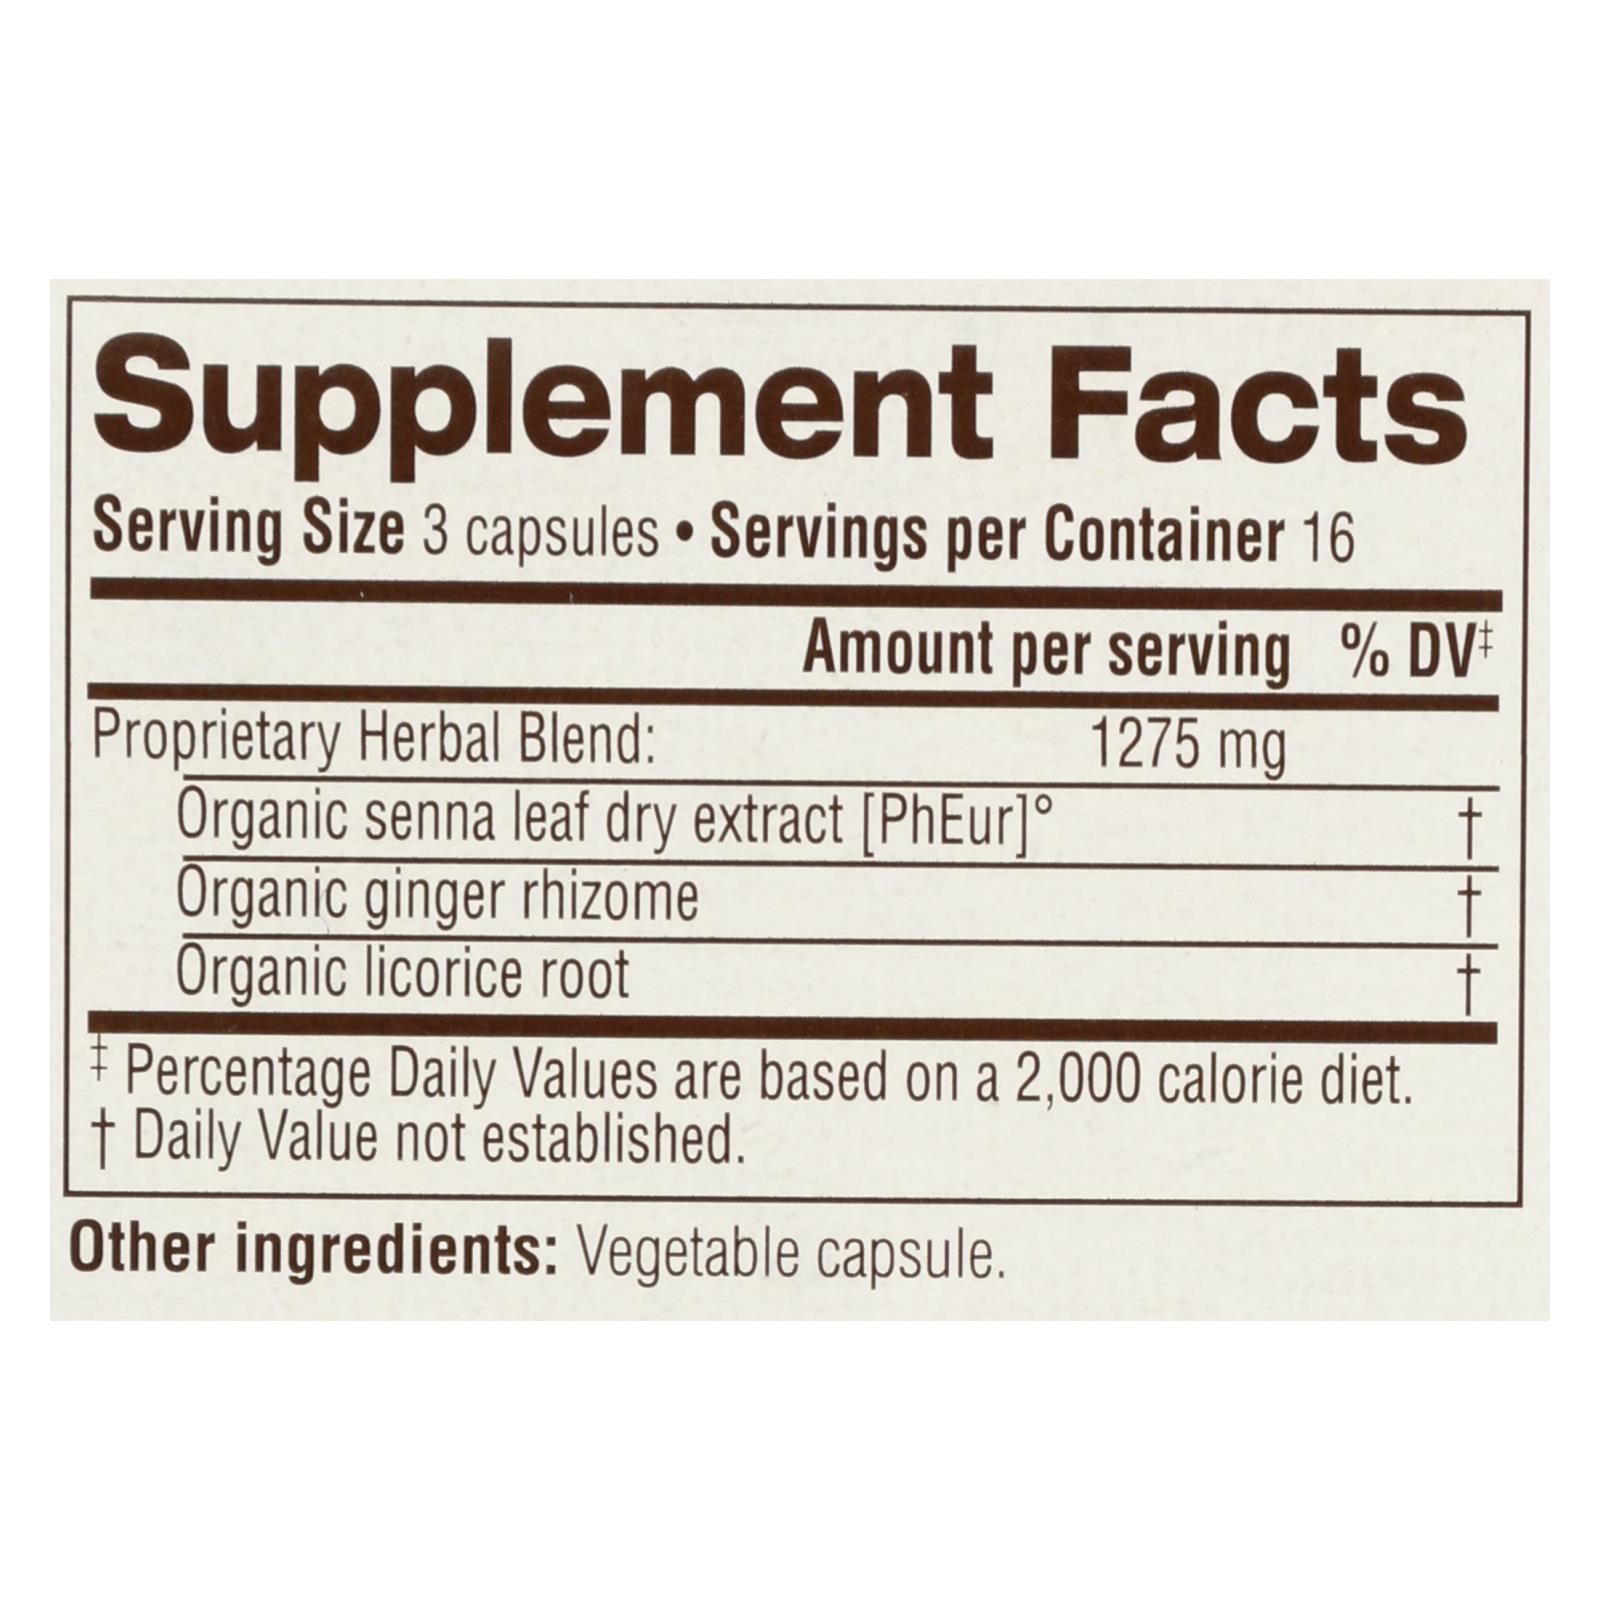 Supplement Facts
Serving Size 3 capsules • Servings per Container 16
Amount per serving % DV‡
Proprietary Herbal Blend: 1275 mg
Organic senna leaf dry extract [PhEur]° †
Organic ginger rhizome †
Organic licorice root †
‡ Percentage Daily Values are based on a 2,000 calorie diet.
† Daily Value not established.
Other ingredients: Vegetable capsule.